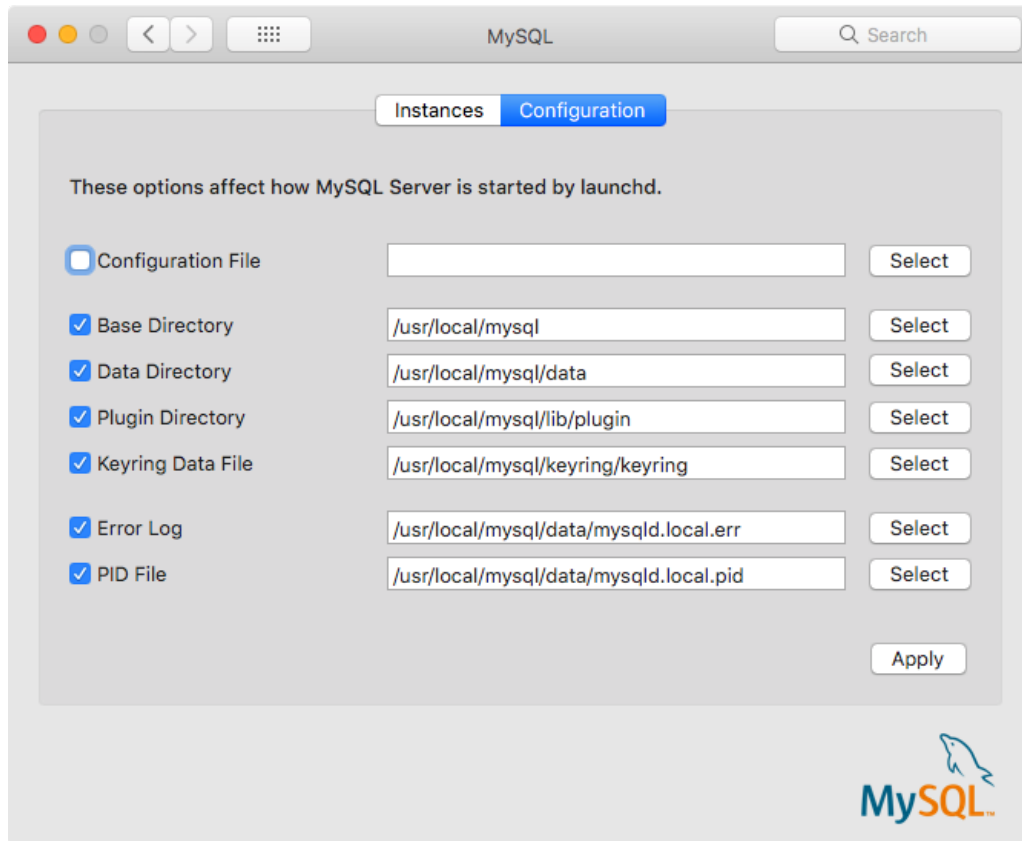 MySQL
Search
Instances Configuration
These options affect how MySQL Server is started by launchd.
Configuration File Select
Base Directory /usr/local/mysql Select
Data Directory /usr/local/mysql/data Select
Plugin Directory /usr/local/mysql/lib/plugin Select
Keyring Data File /usr/local/mysql/keyring/keyring Select
Error Log /usr/local/mysql/data/mysqld.local.err Select
PID File /usr/local/mysql/data/mysqld.local.pid Select
Apply
MySQL™